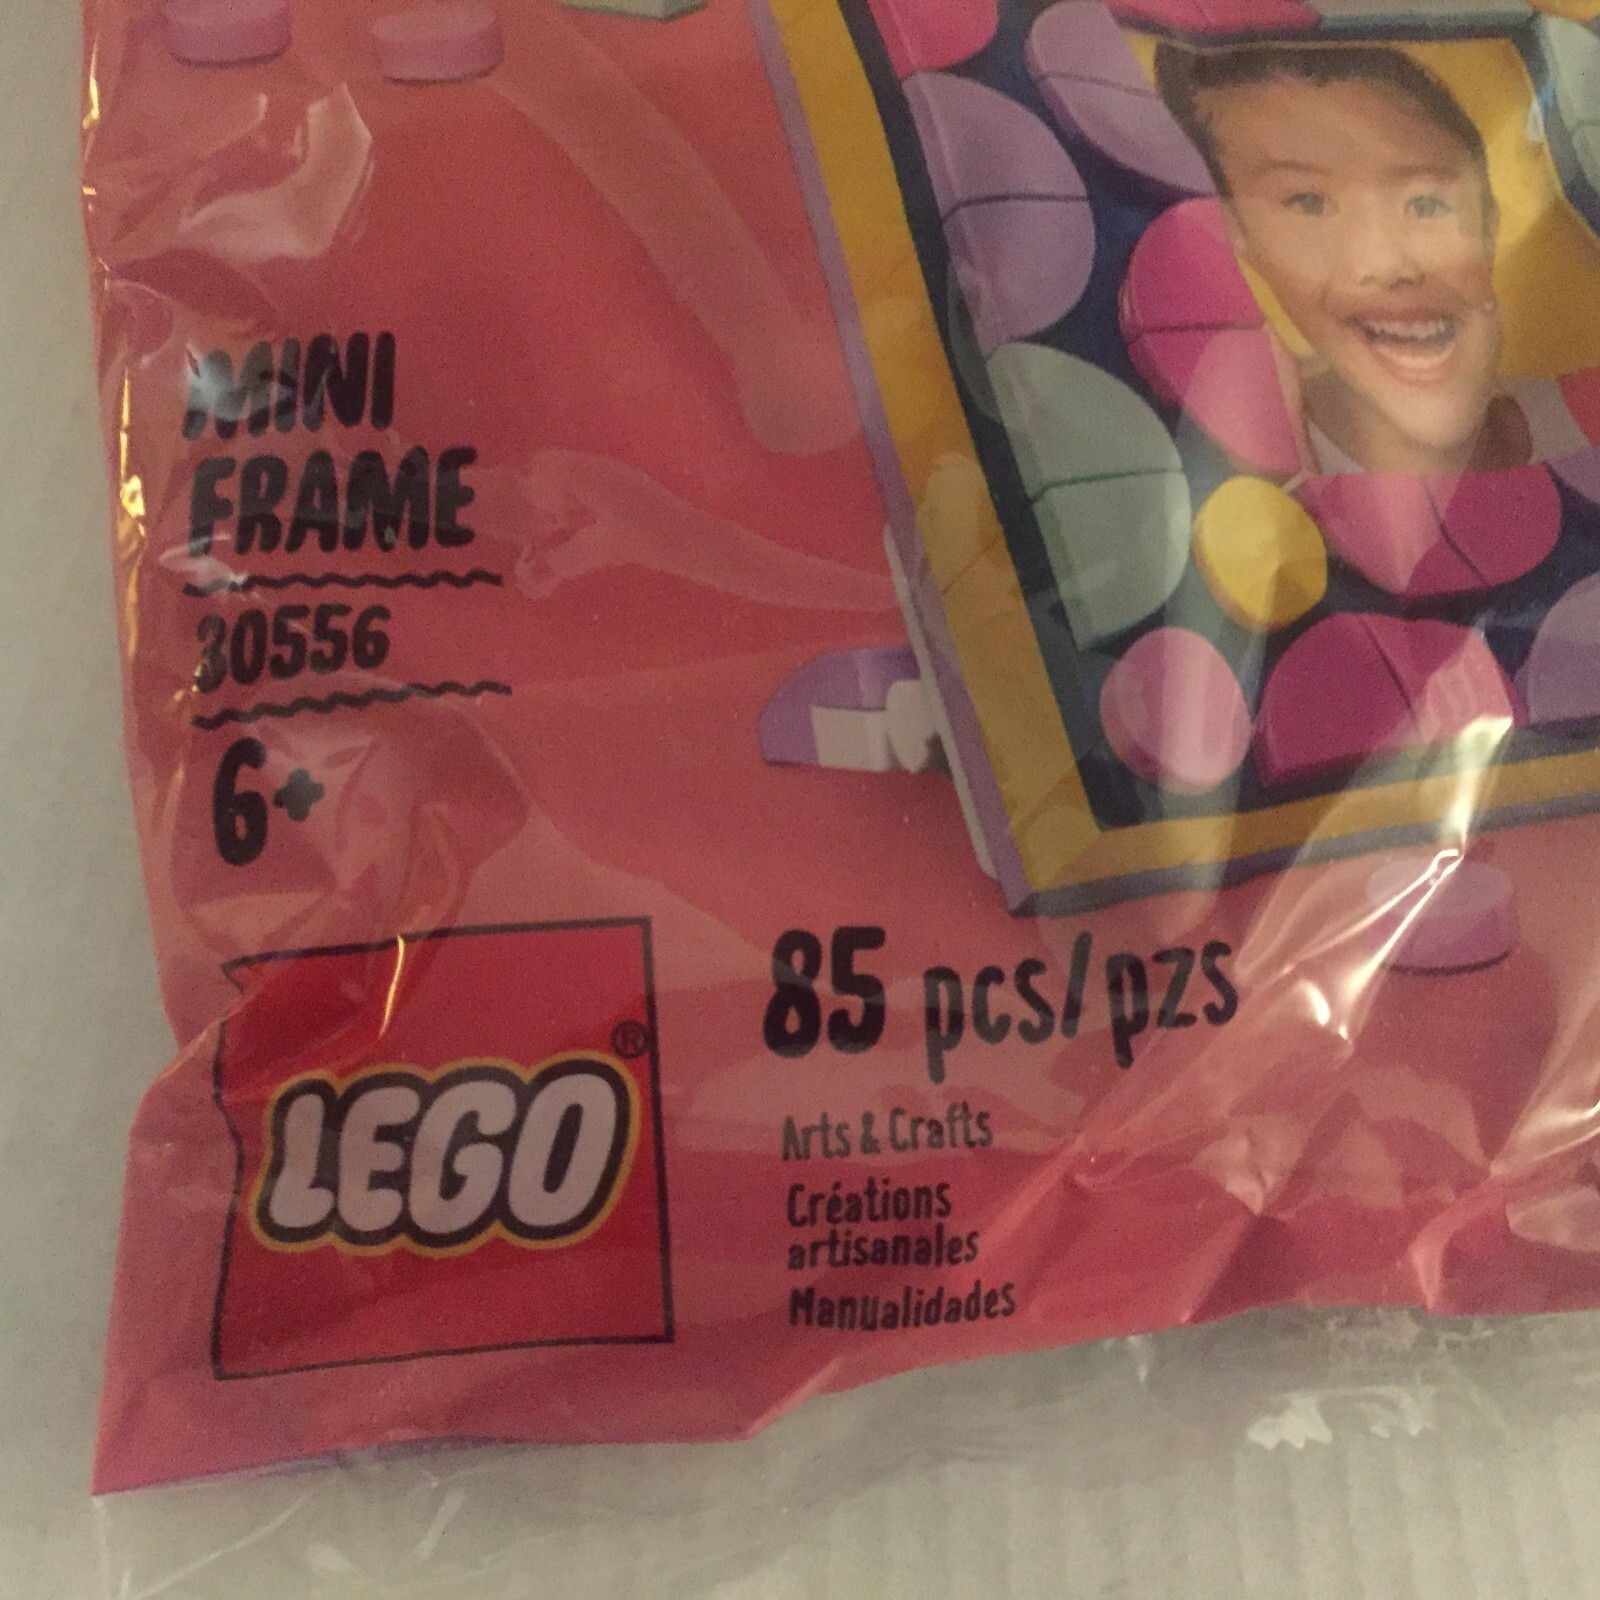 MINI
FRAME
30556
6+
LEGO®
85 pcs/pzs
Arts & Crafts
Créations
artisanales
Manualidades